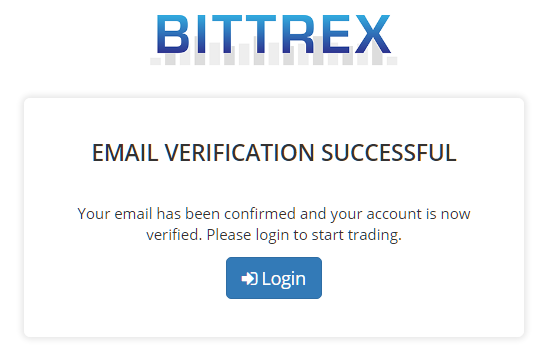 BITTREX
EMAIL VERIFICATION SUCCESSFUL
Your email has been confirmed and your account is now
verified. Please login to start trading.
Login